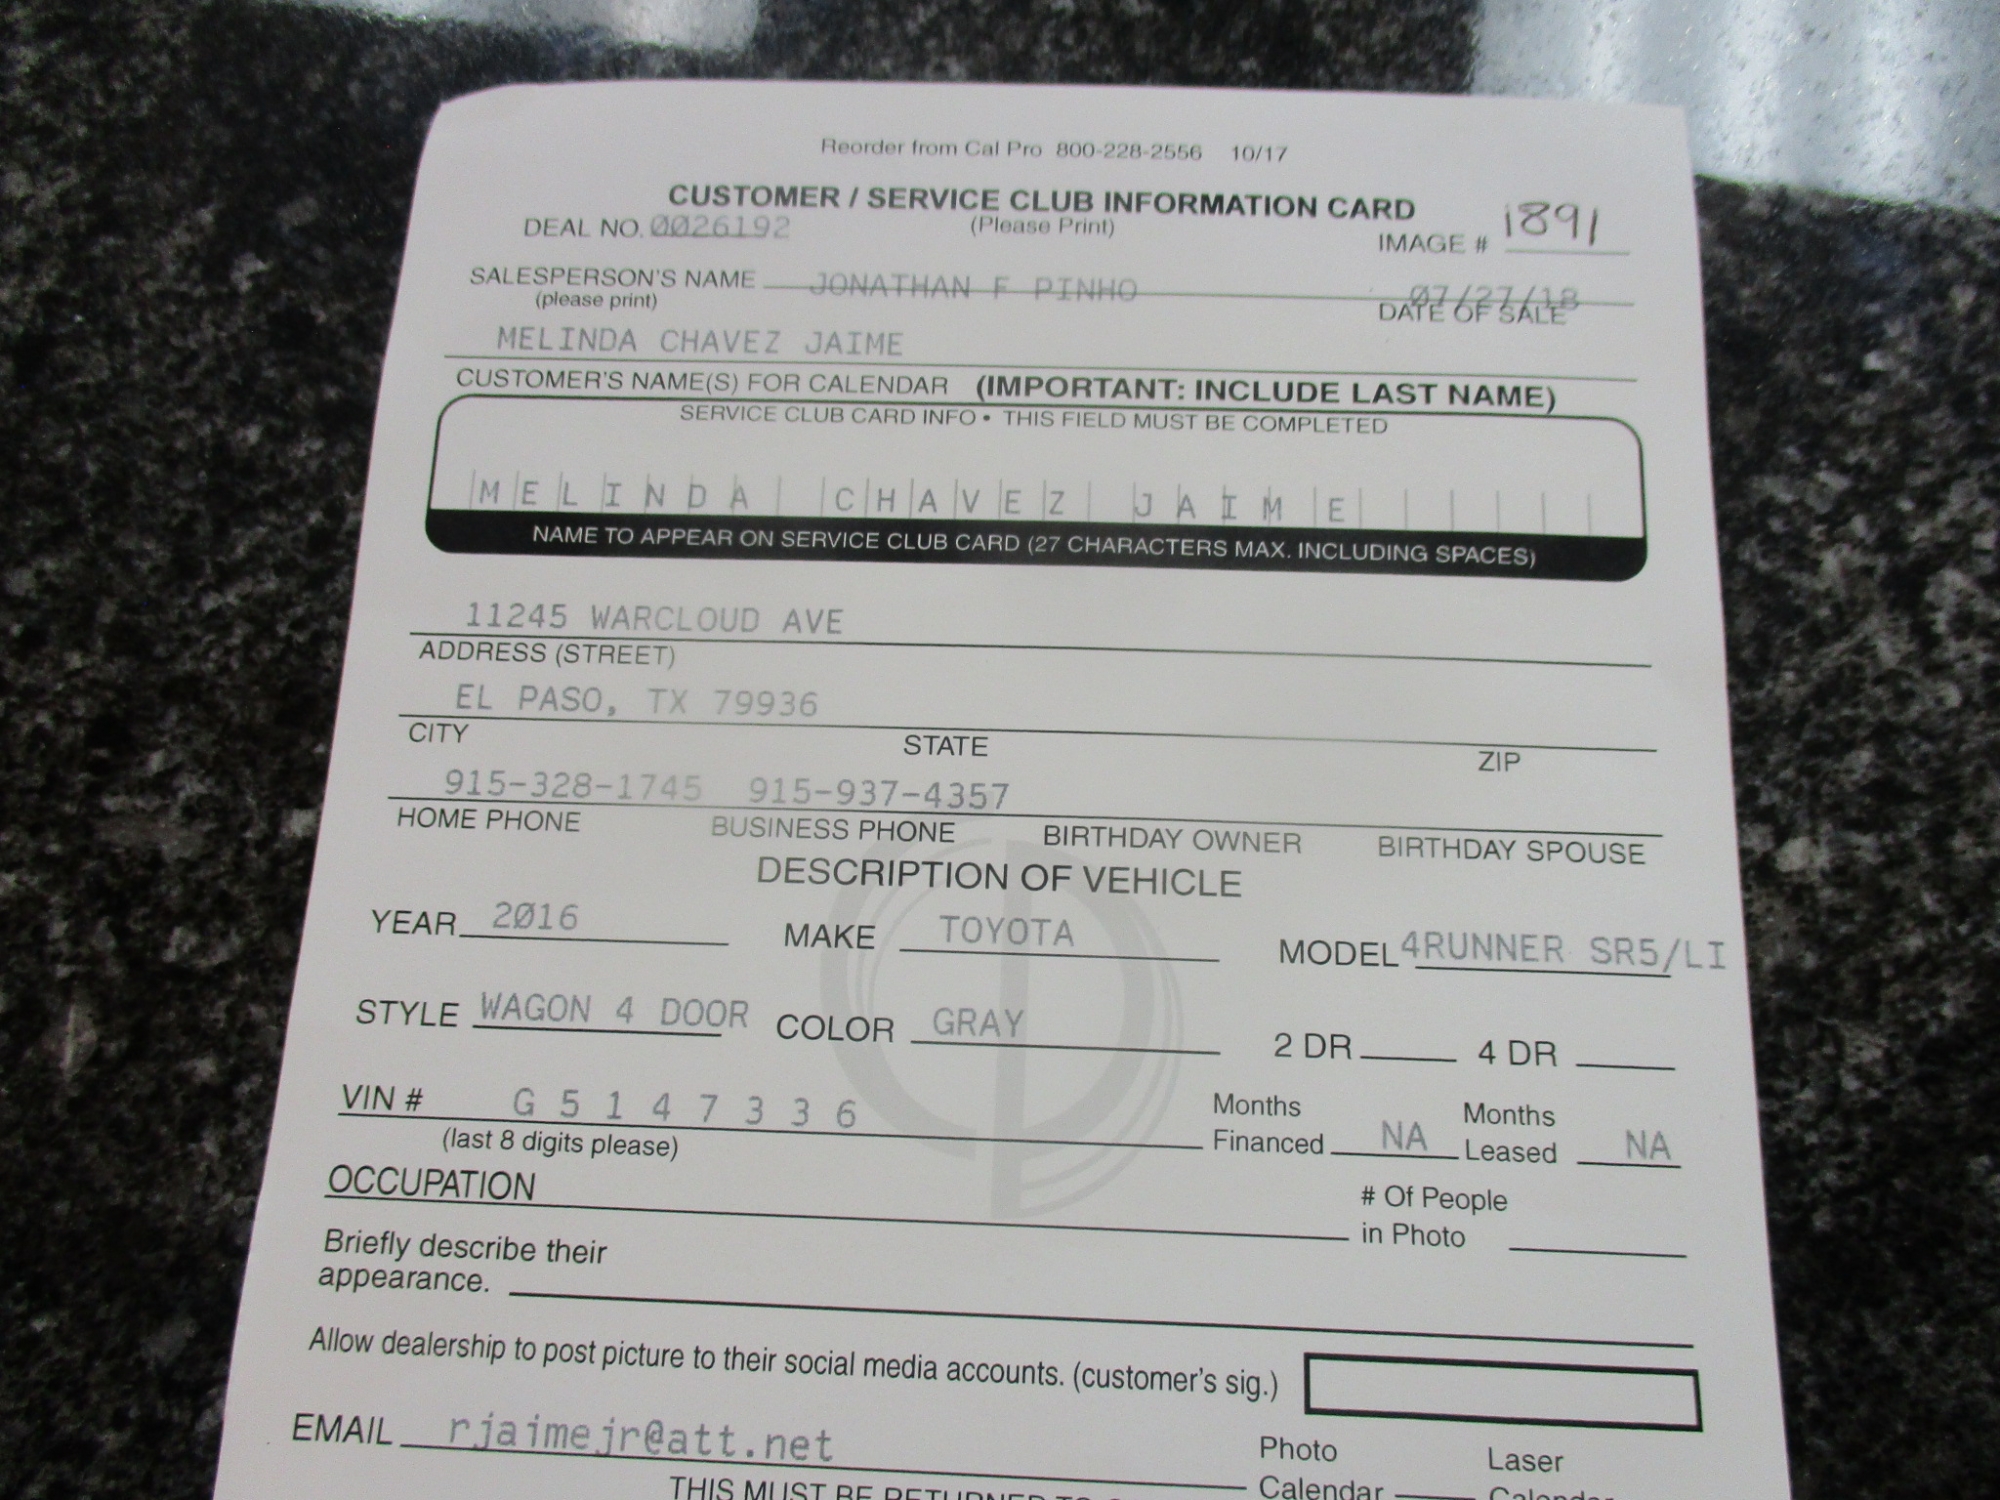 Reorder from Cal Pro 800-228-2556 10/17
CUSTOMER / SERVICE CLUB INFORMATION CARD
DEAL NO. 0026192 (Please Print) IMAGE # 1891
SALESPERSON'S NAME JONATHAN F PINHO 07/27/18
(please print) DATE OF SALE
MELINDA CHAVEZ JAIME
CUSTOMER'S NAME(S) FOR CALENDAR (IMPORTANT: INCLUDE LAST NAME)
SERVICE CLUB CARD INFO • THIS FIELD MUST BE COMPLETED
MELINDA CHAVEZ JAIME
NAME TO APPEAR ON SERVICE CLUB CARD (27 CHARACTERS MAX. INCLUDING SPACES)
11245 WARCLOUD AVE
ADDRESS (STREET)
EL PASO, TX 79936
CITY STATE ZIP
915-328-1745 915-937-4357
HOME PHONE BUSINESS PHONE BIRTHDAY OWNER BIRTHDAY SPOUSE
DESCRIPTION OF VEHICLE
YEAR 2016 MAKE TOYOTA MODEL 4RUNNER SR5/LI
STYLE WAGON 4 DOOR COLOR GRAY 2 DR 4 DR
VIN # G5147336 Months Financed NA Months Leased NA
(last 8 digits please)
OCCUPATION # Of People in Photo
Briefly describe their
appearance.
Allow dealership to post picture to their social media accounts. (customer's sig.)
EMAIL rjaimejr@att.net Photo Calendar Laser
THIS MUST BE RETURNED TO